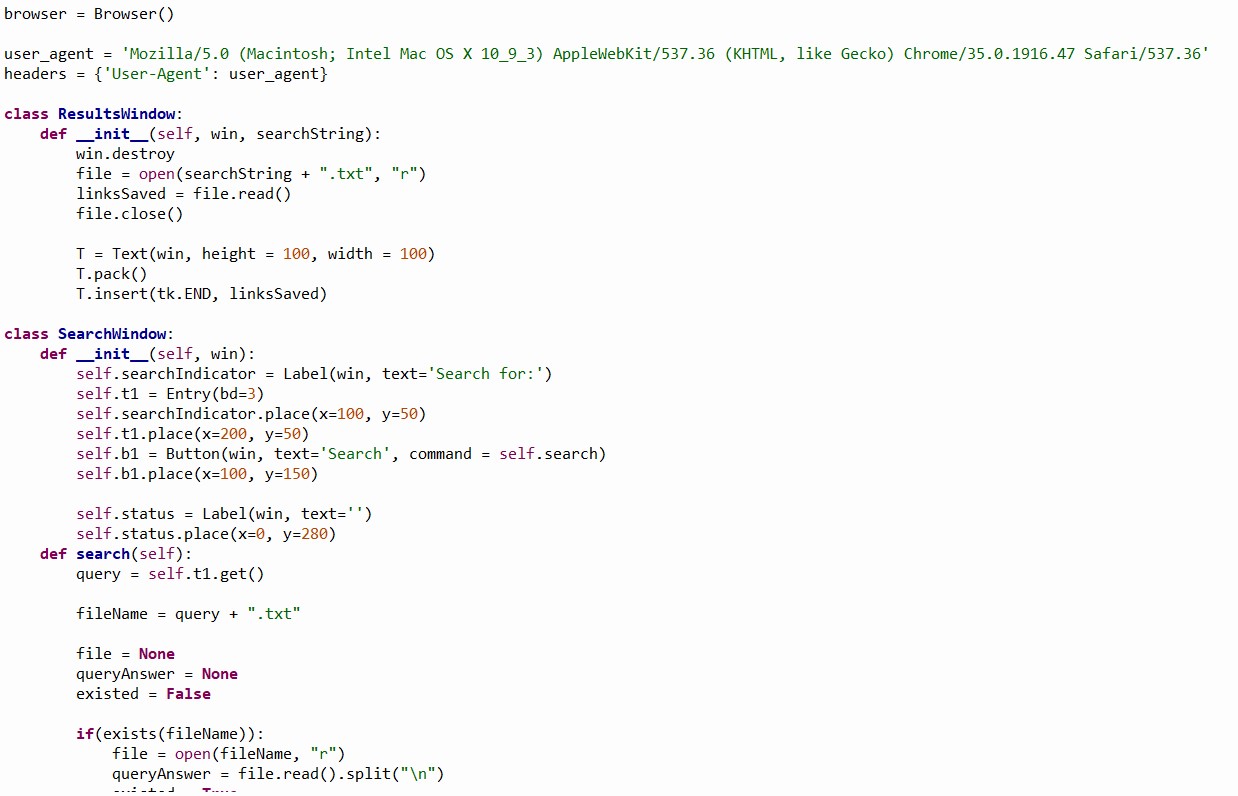 browser = Browser()
user_agent = 'Mozilla/5.0 (Macintosh; Intel Mac OS X 10_9_3) AppleWebKit/537.36 (KHTML, like Gecko) Chrome/35.0.1916.47 Safari/537.36'
headers = {'User-Agent': user_agent}
class ResultsWindow:
    def __init__(self, win, searchString):
        win.destroy
        file = open(searchString + ".txt", "r")
        linksSaved = file.read()
        file.close()
        T = Text(win, height = 100, width = 100)
        T.pack()
        T.insert(tk.END, linksSaved)
class SearchWindow:
    def __init__(self, win):
        self.searchIndicator = Label(win, text='Search for:')
        self.t1 = Entry(bd=3)
        self.searchIndicator.place(x=100, y=50)
        self.t1.place(x=200, y=50)
        self.b1 = Button(win, text='Search', command = self.search)
        self.b1.place(x=100, y=150)
        self.status = Label(win, text='')
        self.status.place(x=0, y=280)
    def search(self):
        query = self.t1.get()
        fileName = query + ".txt"
        file = None
        queryAnswer = None
        existed = False
        if(exists(fileName)):
            file = open(fileName, "r")
            queryAnswer = file.read().split("\n")
            existed = True